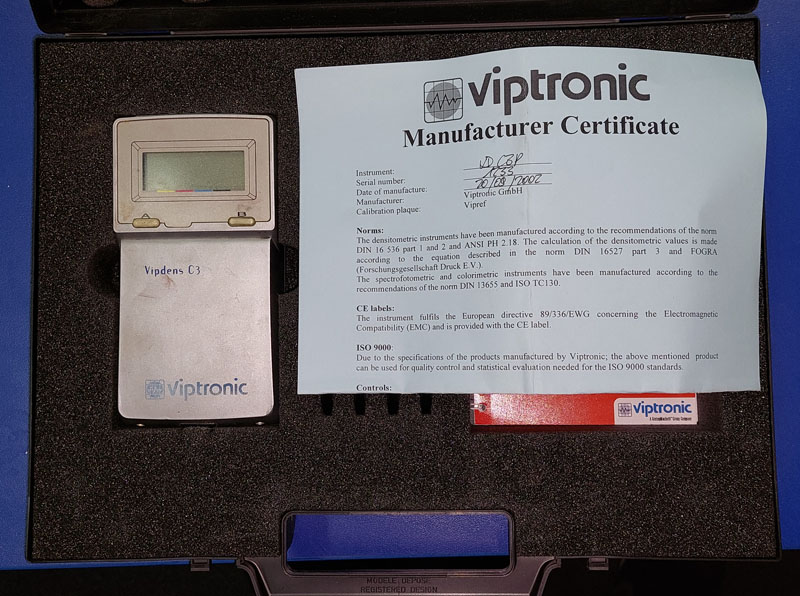 viptronic
Manufacturer Certificate
Instrument: VD C3P
Serial number: 1233
Date of manufacture: 20/09/2002
Manufacturer: Viptronic GmbH
Calibration plaque: Vipref
Norms:
The densitometric instruments have been manufactured according to the recommendations of the norm
DIN 16 536 part 1 and 2 and ANSI PH 2.18. The calculation of the densitometric values is made
according to the equation described in the norm DIN 16527 part 3 and FOGRA
(Forschungsgesellschaft Druck E.V.).
The spectrofotometric and colorimetric instruments have been manufactured according to the
recommendations of the norm DIN 13655 and ISO TC130.
CE labels:
The instrument fulfils the European directive 89/336/EWG concerning the Electromagnetic
Compatibility (EMC) and is provided with the CE label.
ISO 9000:
Due to the specifications of the products manufactured by Viptronic; the above mentioned product
can be used for quality control and statistical evaluation needed for the ISO 9000 standards.
Controls:
Vipdens C3
Viptronic
viptronic
MODELE DEPOSE
REGISTERED DESIGN